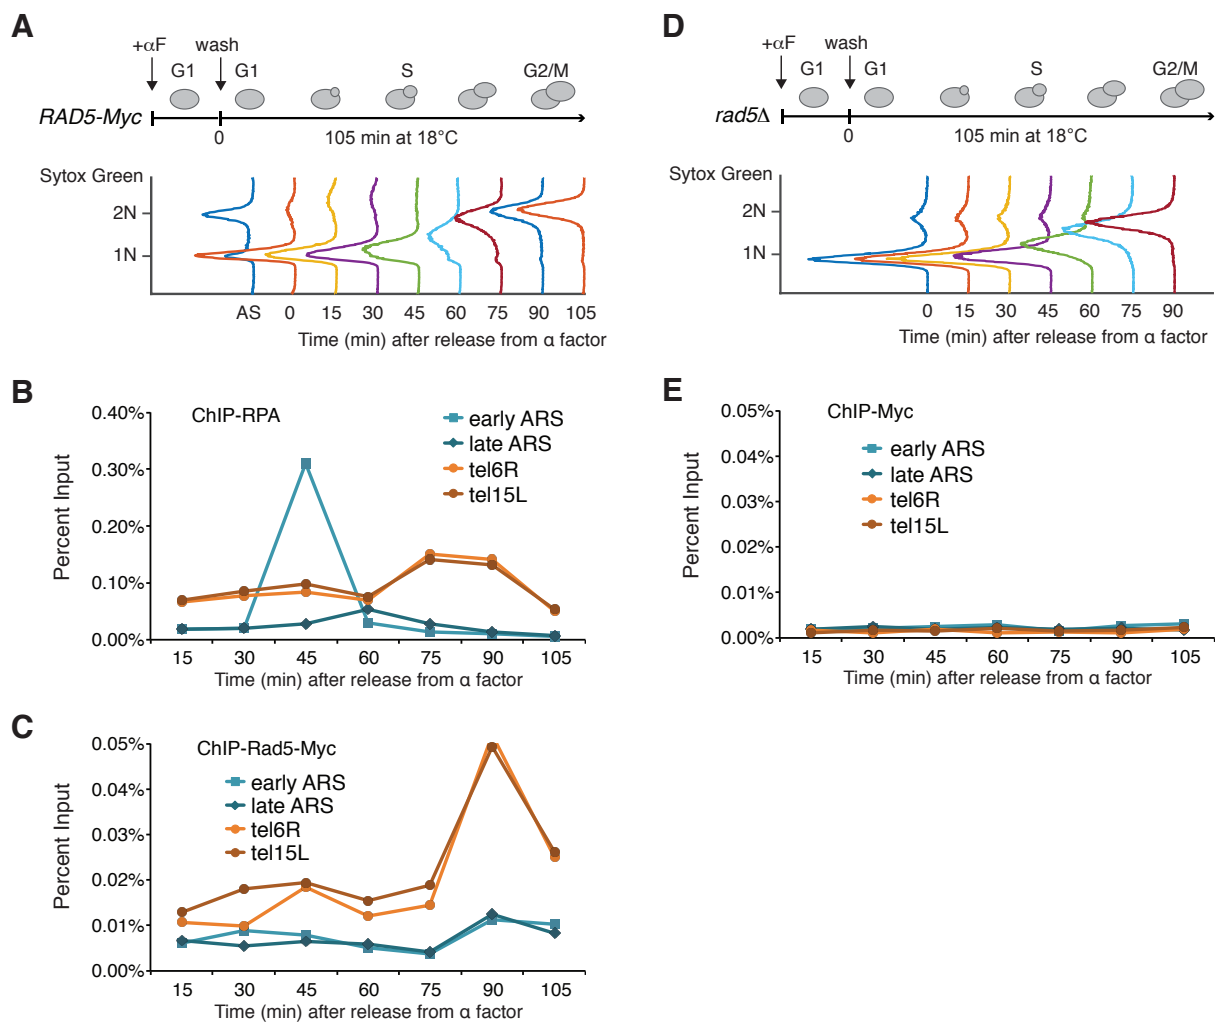 A
+αF
wash
G1
G1
S
G2/M
RAD5-Myc
0
105 min at 18°C
Sytox Green
2N
1N
AS 0 15 30 45 60 75 90 105
Time (min) after release from α factor
D
+αF
wash
G1
G1
S
G2/M
rad5Δ
0
105 min at 18°C
Sytox Green
2N
1N
0 15 30 45 60 75 90
Time (min) after release from α factor
B
ChIP-RPA
early ARS
late ARS
tel6R
tel15L
Percent Input
0.40%
0.30%
0.20%
0.10%
0.00%
15 30 45 60 75 90 105
Time (min) after release from α factor
E
ChIP-Myc
early ARS
late ARS
tel6R
tel15L
Percent Input
0.05%
0.04%
0.03%
0.02%
0.01%
0.00%
15 30 45 60 75 90 105
Time (min) after release from α factor
C
ChIP-Rad5-Myc
early ARS
late ARS
tel6R
tel15L
Percent Input
0.05%
0.04%
0.03%
0.02%
0.01%
0.00%
15 30 45 60 75 90 105
Time (min) after release from α factor